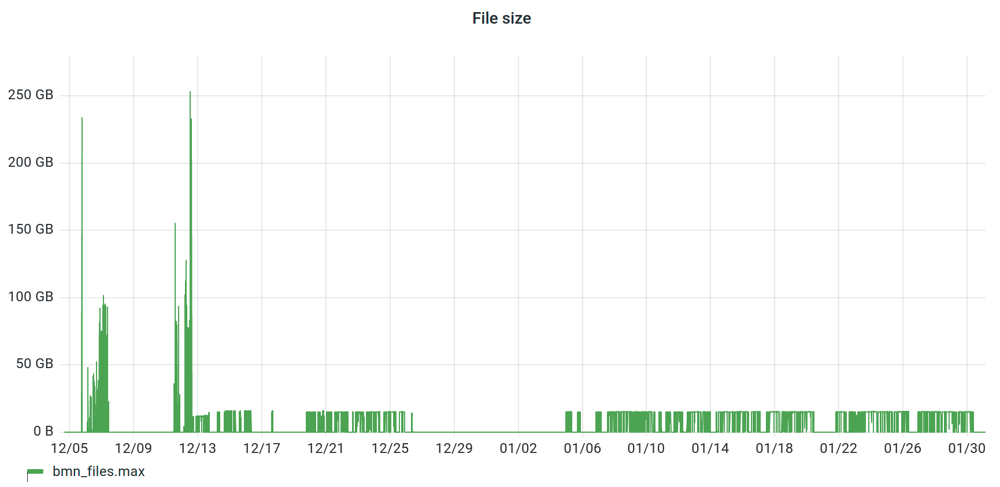 File size
250 GB
200 GB
150 GB
100 GB
50 GB
0 B
12/05 12/09 12/13 12/17 12/21 12/25 12/29 01/02 01/06 01/10 01/14 01/18 01/22 01/26 01/30
bmn_files.max